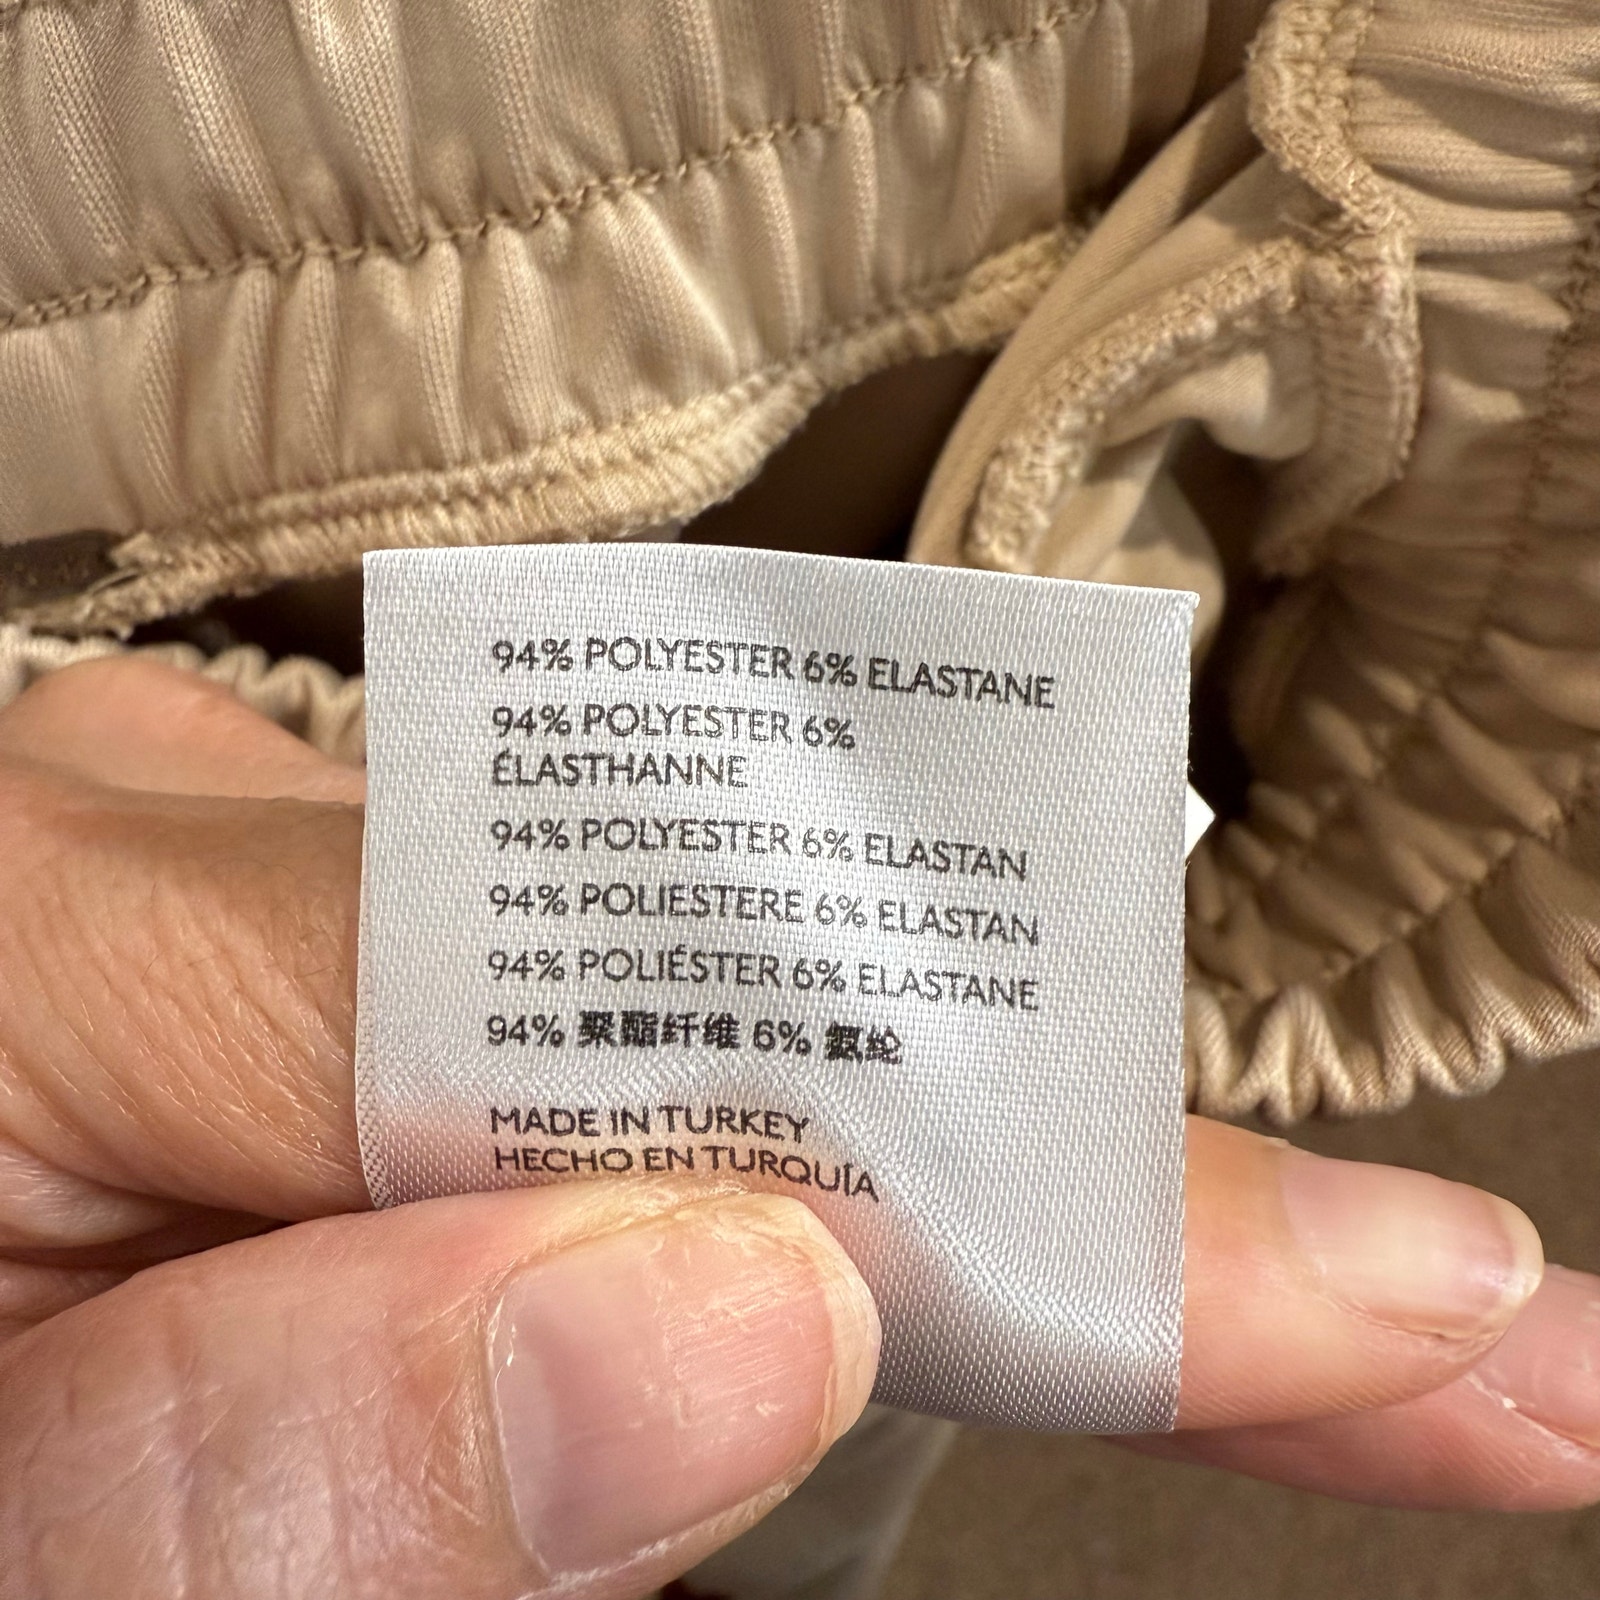 94% POLYESTER 6% ELASTANE
94% POLYESTER 6%
ÉLASTHANNE
94% POLYESTER 6% ELASTAN
94% POLIESTERE 6% ELASTAN
94% POLIÉSTER 6% ELASTANE
94% 聚酯纤维 6% 氨纶
MADE IN TURKEY
HECHO EN TURQUÍA